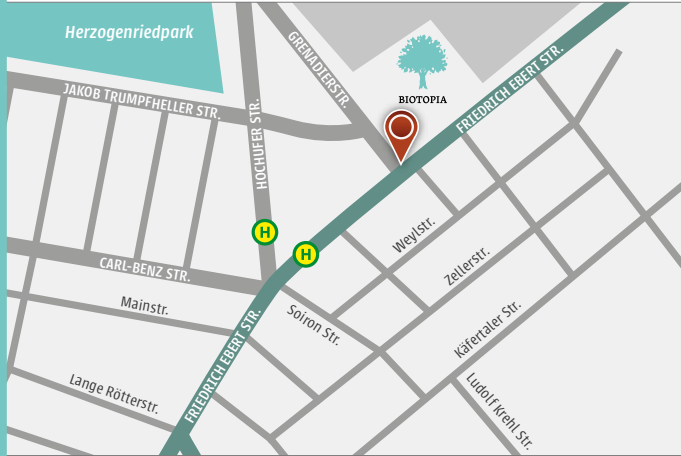 Herzogenriedpark
GRENADIERSTR.
BIOTOPIA
FRIEDRICH EBERT STR.
JAKOB TRUMPFHELLER STR.
HOCHUFER STR.
H
H
Weylstr.
CARL-BENZ STR.
Zellerstr.
Mainstr.
Soiron Str.
Käfertaler Str.
FRIEDRICH EBERT STR.
Lange Rötterstr.
Ludolf Krehl Str.